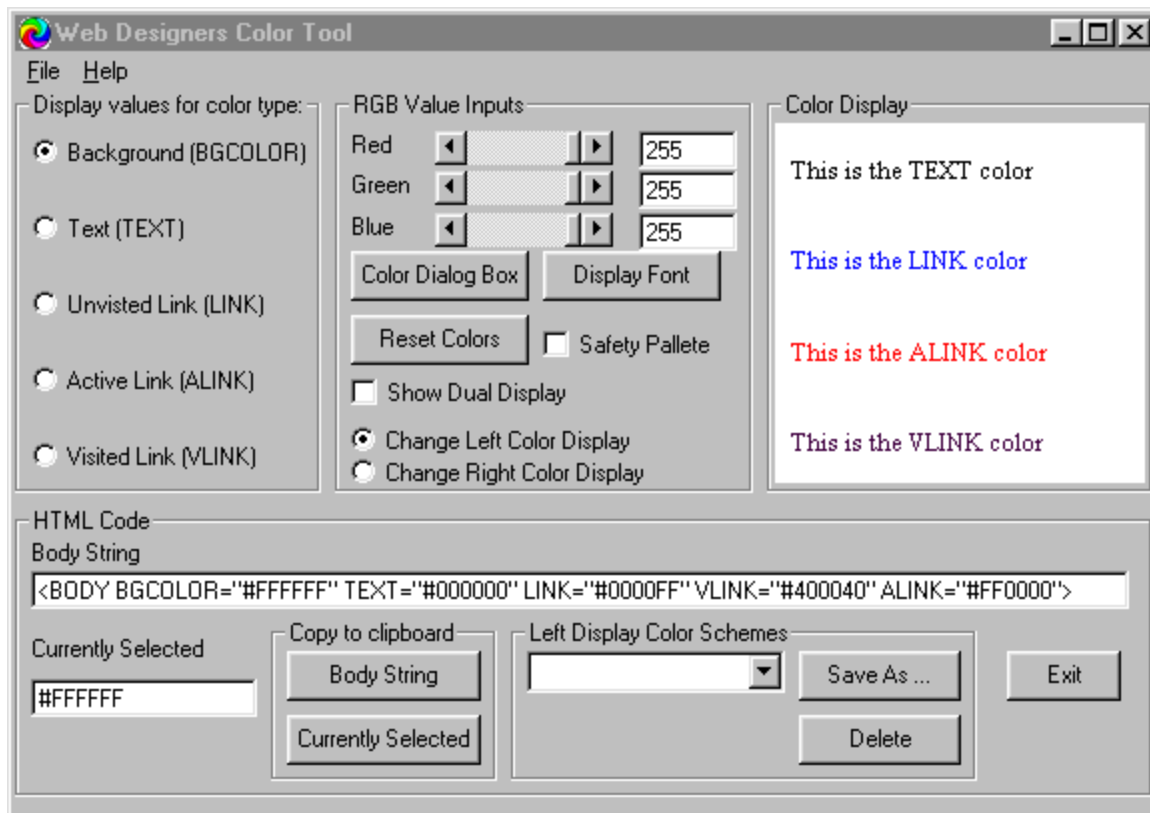 Web Designers Color Tool
File Help
Display values for color type:
Background (BGCOLOR)
Text (TEXT)
Unvisted Link (LINK)
Active Link (ALINK)
Visited Link (VLINK)
RGB Value Inputs
Red 255
Green 255
Blue 255
Color Dialog Box Display Font
Reset Colors Safety Pallete
Show Dual Display
Change Left Color Display
Change Right Color Display
Color Display
This is the TEXT color
This is the LINK color
This is the ALINK color
This is the VLINK color
HTML Code
Body String
<BODY BGCOLOR="#FFFFFF" TEXT="#000000" LINK="#0000FF" VLINK="#400040" ALINK="#FF0000">
Currently Selected
#FFFFFF
Copy to clipboard
Body String
Currently Selected
Left Display Color Schemes
Save As ...
Delete
Exit